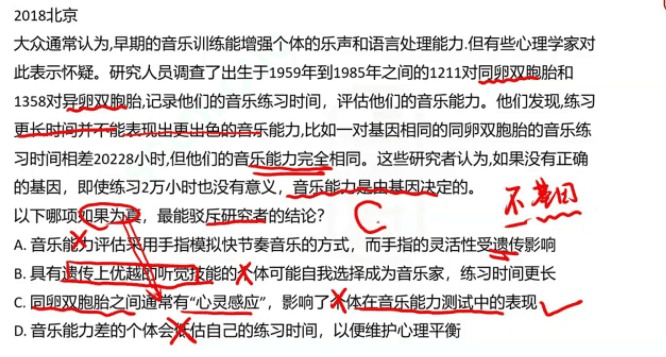 2018北京
大众通常认为,早期的音乐训练能增强个体的乐声和语言处理能力.但有些心理学家对
此表示怀疑。研究人员调查了出生于1959年到1985年之间的1211对同卵双胞胎和
1358对异卵双胞胎,记录他们的音乐练习时间，评估他们的音乐能力。他们发现,练习
更长时间并不能表现出更出色的音乐能力,比如一对基因相同的同卵双胞胎的音乐练
习时间相差20228小时,但他们的音乐能力完全相同。这些研究者认为,如果没有正确
的基因，即使练习2万小时也没有意义，音乐能力是由基因决定的。
以下哪项如果为真，最能驳斥研究者的结论？
C
不基因
A. 音乐能力评估采用手指模拟快节奏音乐的方式，而手指的灵活性受遗传影响
B. 具有遗传上优越的听觉技能的个体可能自我选择成为音乐家，练习时间更长
C. 同卵双胞胎之间通常有“心灵感应”，影响了个体在音乐能力测试中的表现
D. 音乐能力差的个体会低估自己的练习时间，以便维护心理平衡